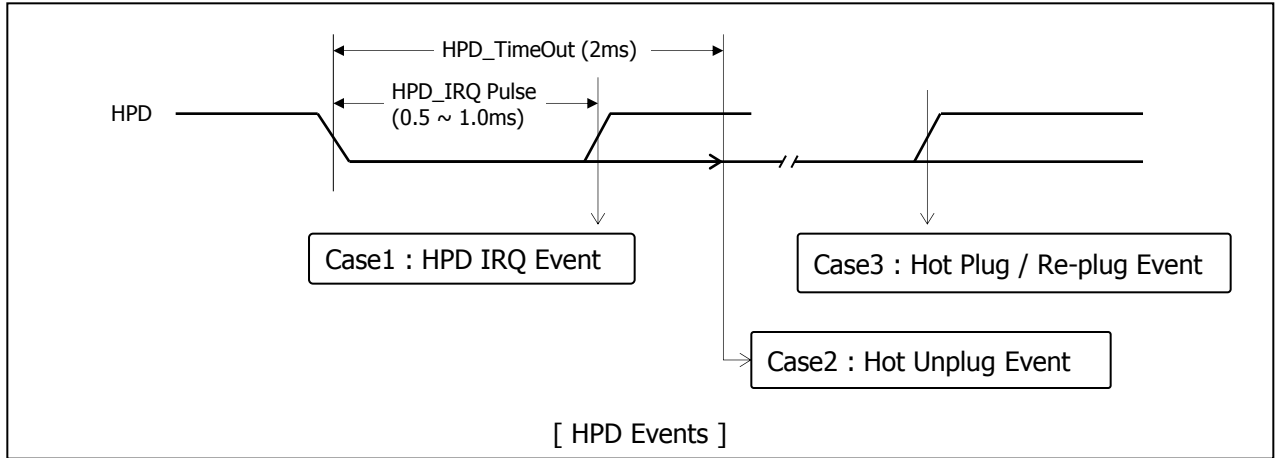 HPD_TimeOut (2ms)
HPD_IRQ Pulse
(0.5 ~ 1.0ms)
HPD
Case1 : HPD IRQ Event
Case3 : Hot Plug / Re-plug Event
Case2 : Hot Unplug Event
[ HPD Events ]